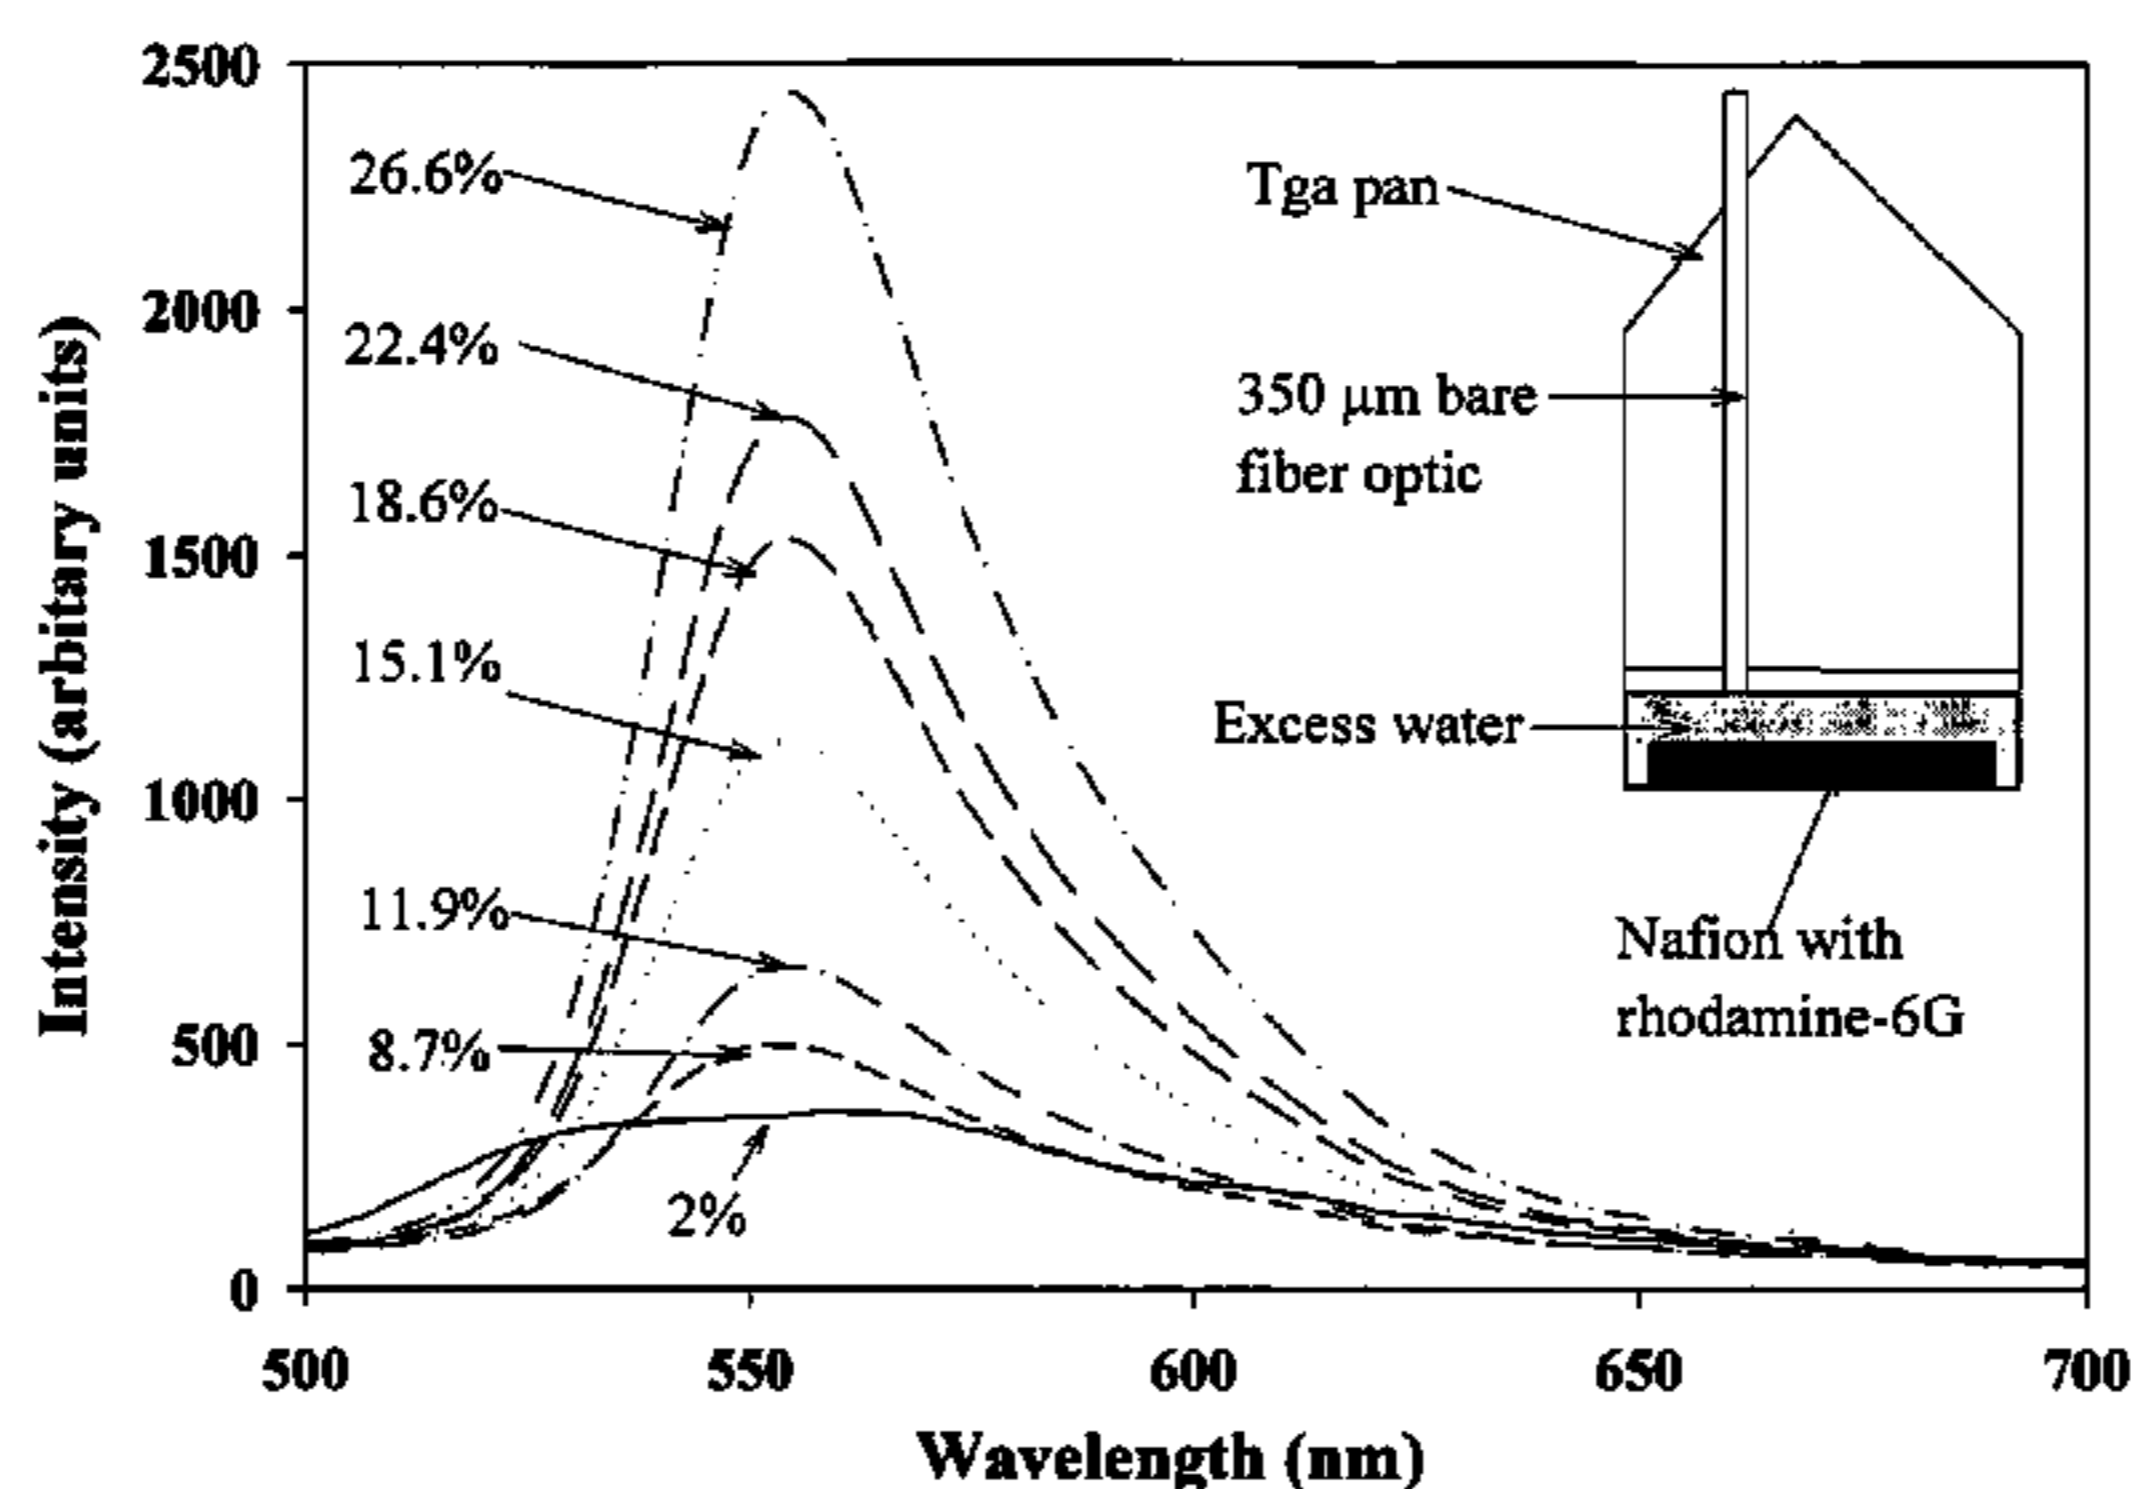 2500
2000
1500
1000
500
0
Intensity (arbitary units)
26.6%
22.4%
18.6%
15.1%
11.9%
8.7%
2%
Tga pan
350 μm bare
fiber optic
Excess water
Nafion with
rhodamine-6G
500
550
600
650
700
Wavelength (nm)